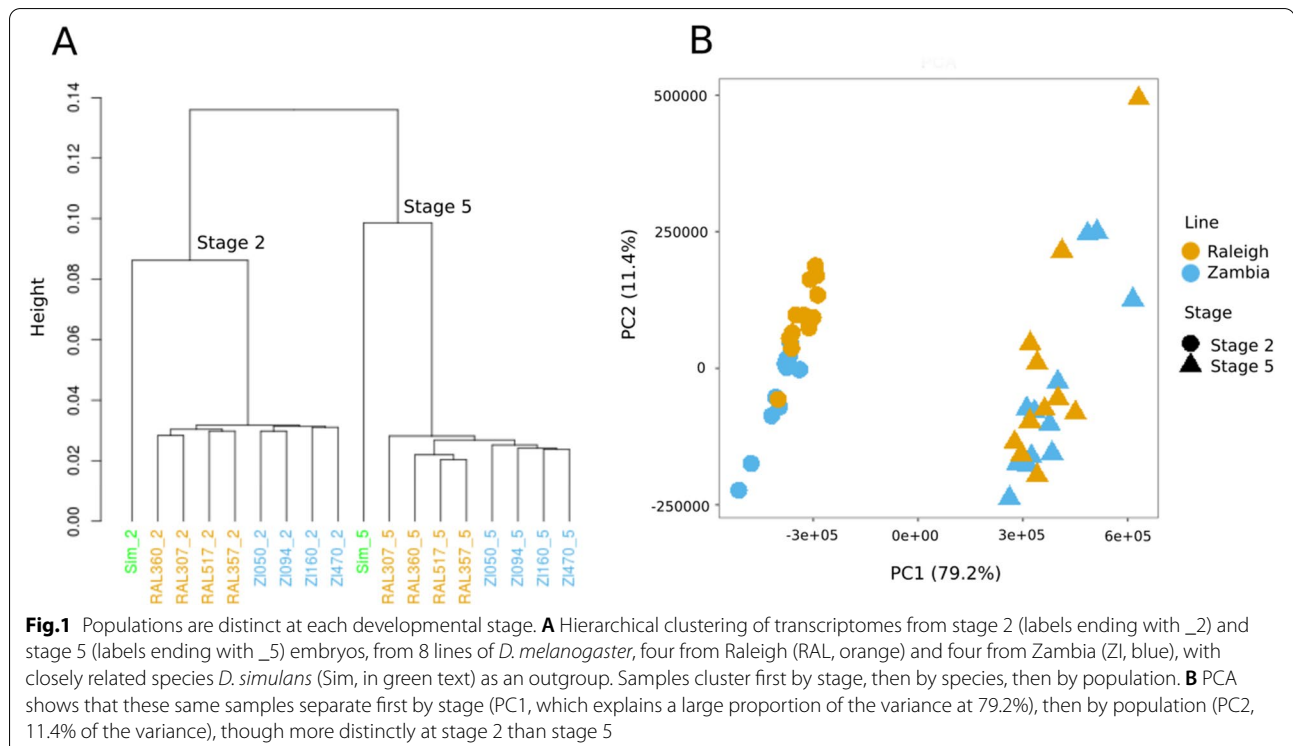 A
B
PCA
0.14
0.12
0.10
0.08
0.06
0.04
0.02
0.00
Height
Stage 2
Stage 5
Sim_2
RAL360_2
RAL307_2
RAL517_2
RAL357_2
ZI050_2
ZI094_2
ZI160_2
ZI470_2
Sim_5
RAL307_5
RAL360_5
RAL517_5
RAL357_5
ZI050_5
ZI094_5
ZI160_5
ZI470_5
500000
250000
0
-250000
PC2 (11.4%)
-3e+05
0e+00
3e+05
6e+05
PC1 (79.2%)
Line
Raleigh
Zambia
Stage
Stage 2
Stage 5
Fig.1 Populations are distinct at each developmental stage. A Hierarchical clustering of transcriptomes from stage 2 (labels ending with _2) and
stage 5 (labels ending with _5) embryos, from 8 lines of D. melanogaster, four from Raleigh (RAL, orange) and four from Zambia (ZI, blue), with
closely related species D. simulans (Sim, in green text) as an outgroup. Samples cluster first by stage, then by species, then by population. B PCA
shows that these same samples separate first by stage (PC1, which explains a large proportion of the variance at 79.2%), then by population (PC2,
11.4% of the variance), though more distinctly at stage 2 than stage 5